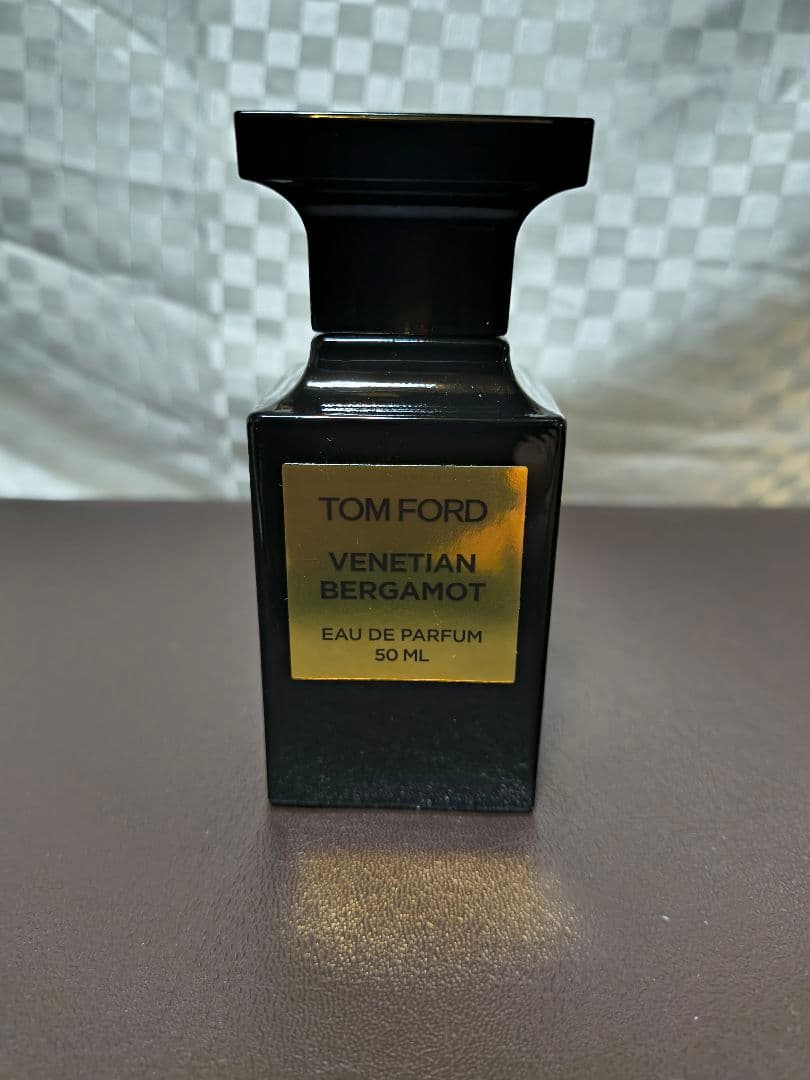 TOM FORD
VENETIAN
BERGAMOT
EAU DE PARFUM
50 ML